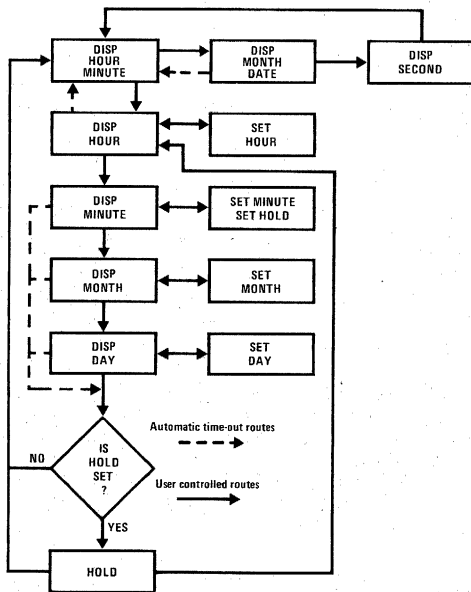 DISP
HOUR
MINUTE
DISP
MONTH
DATE
DISP
SECOND
DISP
HOUR
SET
HOUR
DISP
MINUTE
SET MINUTE
SET HOLD
DISP
MONTH
SET
MONTH
DISP
DAY
SET
DAY
Automatic time-out routes
IS
HOLD
SET
?
NO
User controlled routes
YES
HOLD